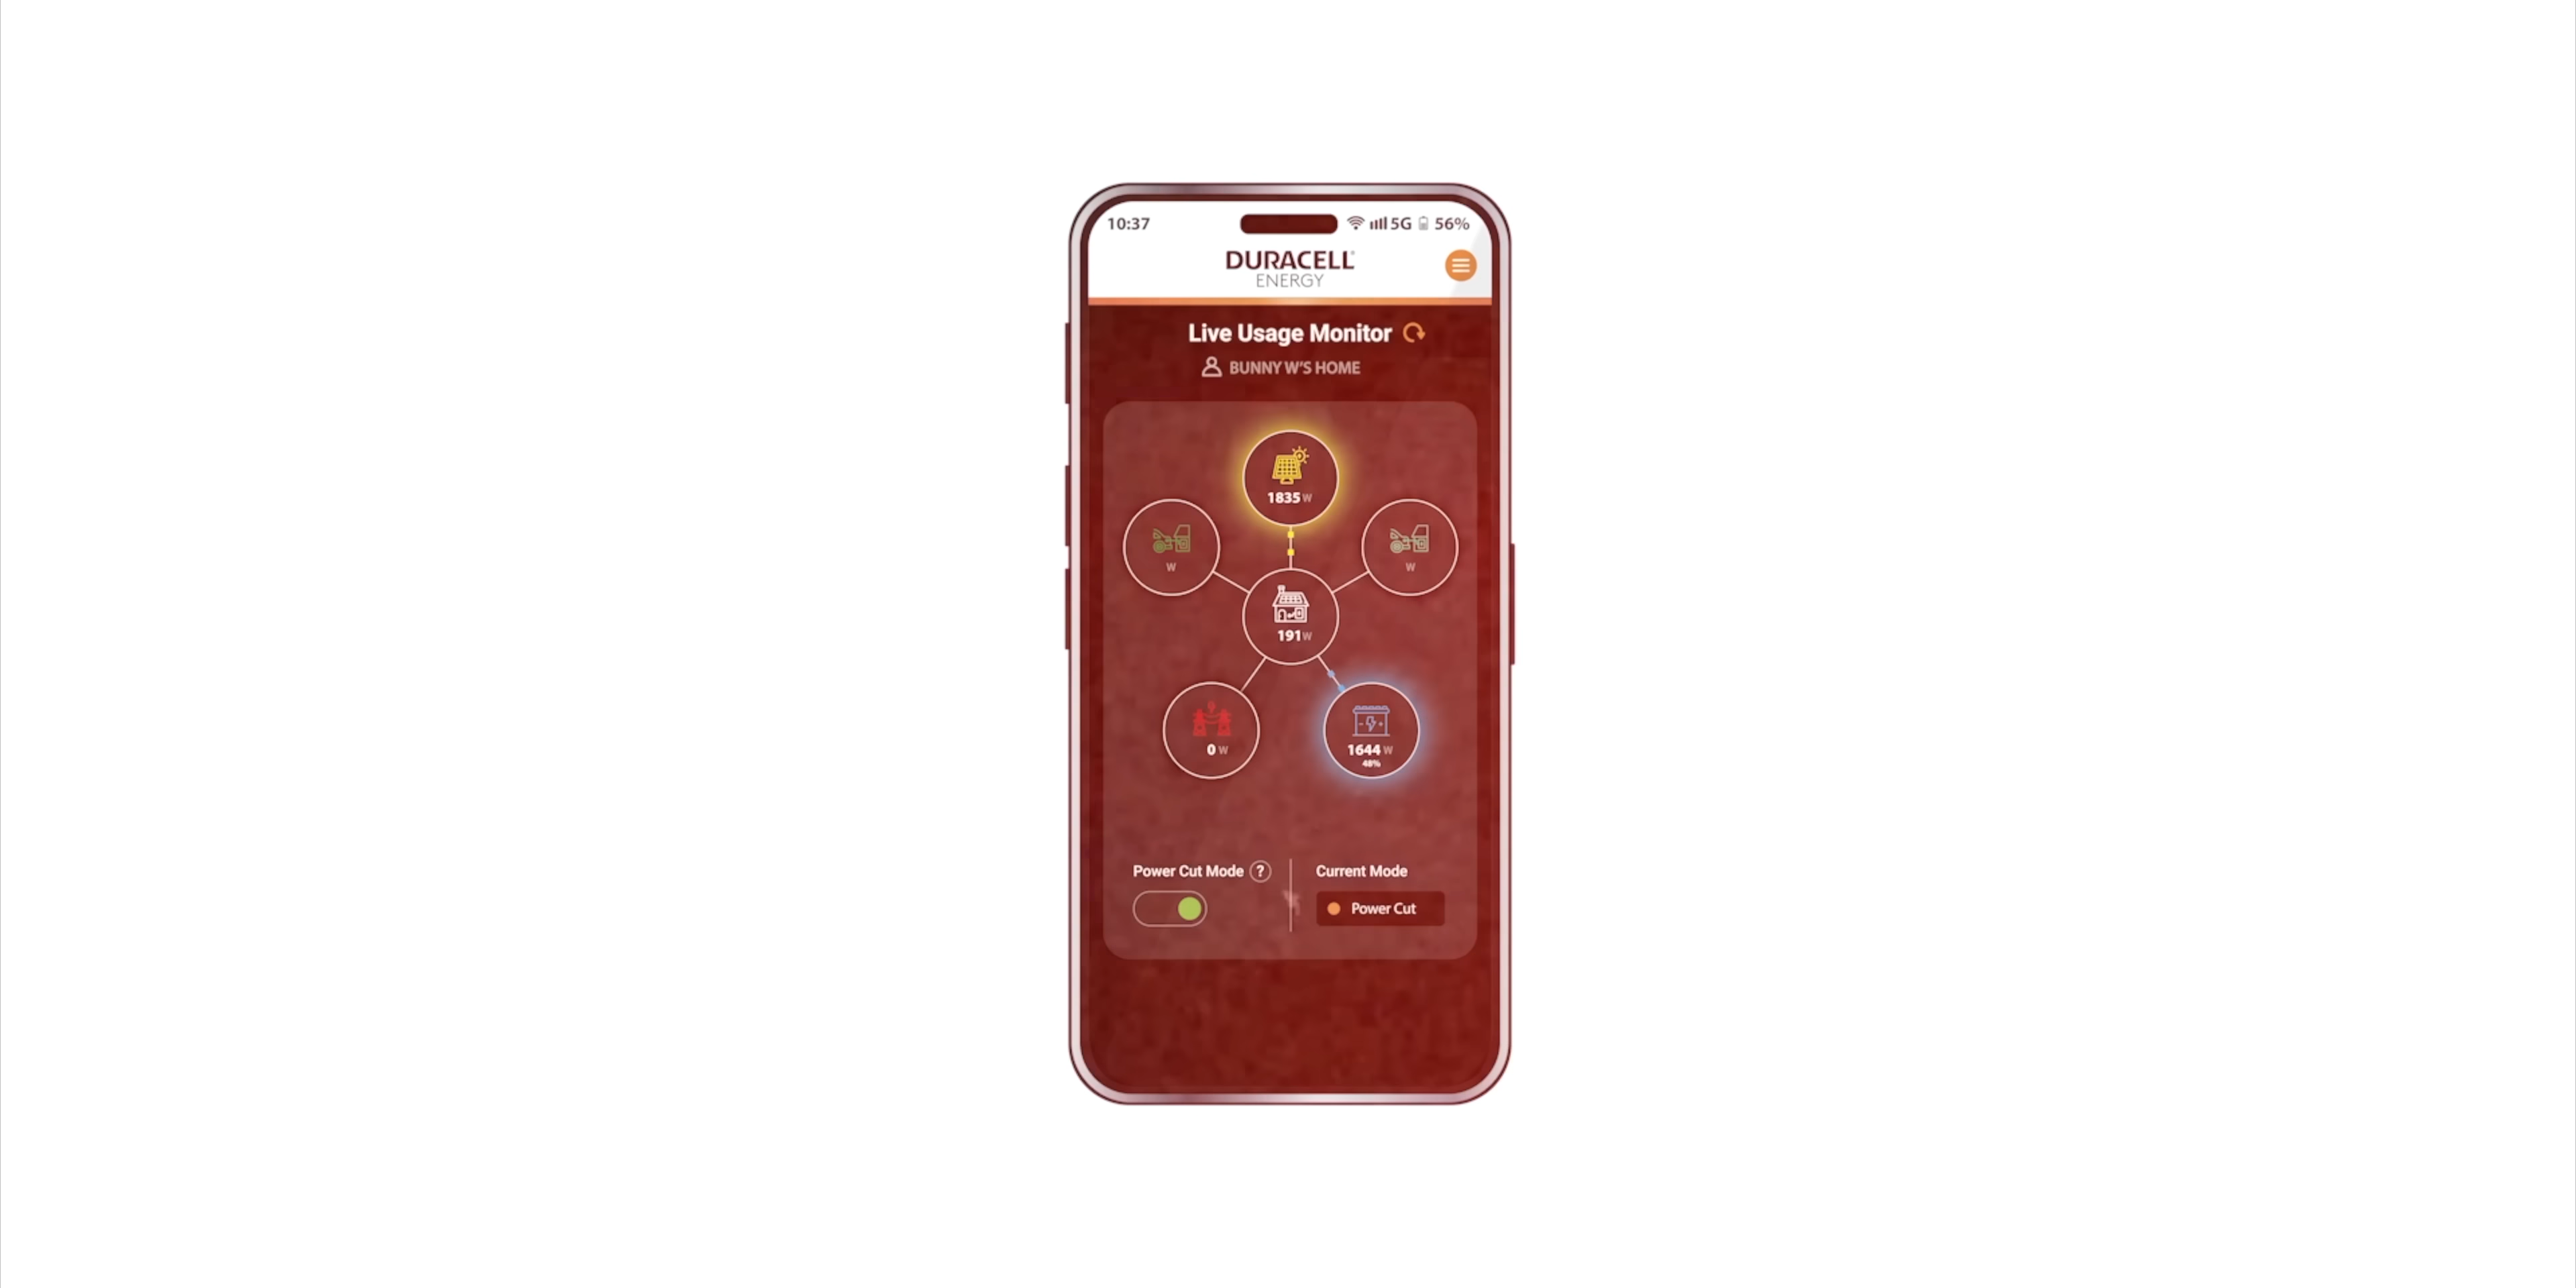 10:37 5G 56%
DURACELL
ENERGY
Live Usage Monitor
BUNNY W'S HOME
1835 W
W
W
191 W
0 W
1644 W
48%
Power Cut Mode ?
Current Mode
Power Cut